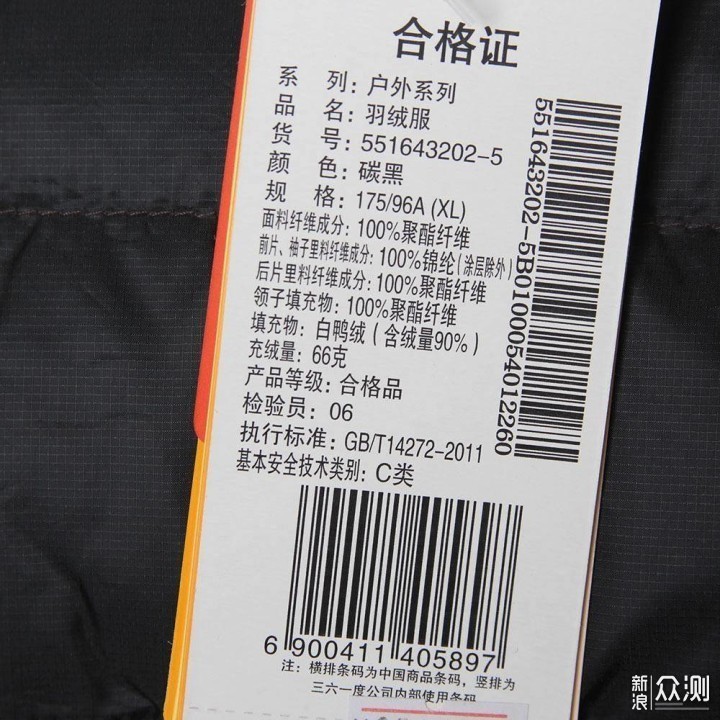 合格证
系 列: 户外系列
品 名: 羽绒服
货 号: 551643202-5
颜 色: 碳黑
规 格: 175/96A (XL)
面料纤维成分: 100%聚酯纤维
前片、袖子里料纤维成分: 100%锦纶(涂层除外)
后片里料纤维成分: 100%聚酯纤维
领子填充物: 100%聚酯纤维
填充物: 白鸭绒(含绒量90%)
充绒量: 66克
产品等级: 合格品
检验员: 06
执行标准: GB/T14272-2011
基本安全技术类别: C类
551643202-5B0100054012260
6 900411 405897
注: 横排条码为中国商品条码, 竖排为
三六一度公司内部使用条码
新浪
众测